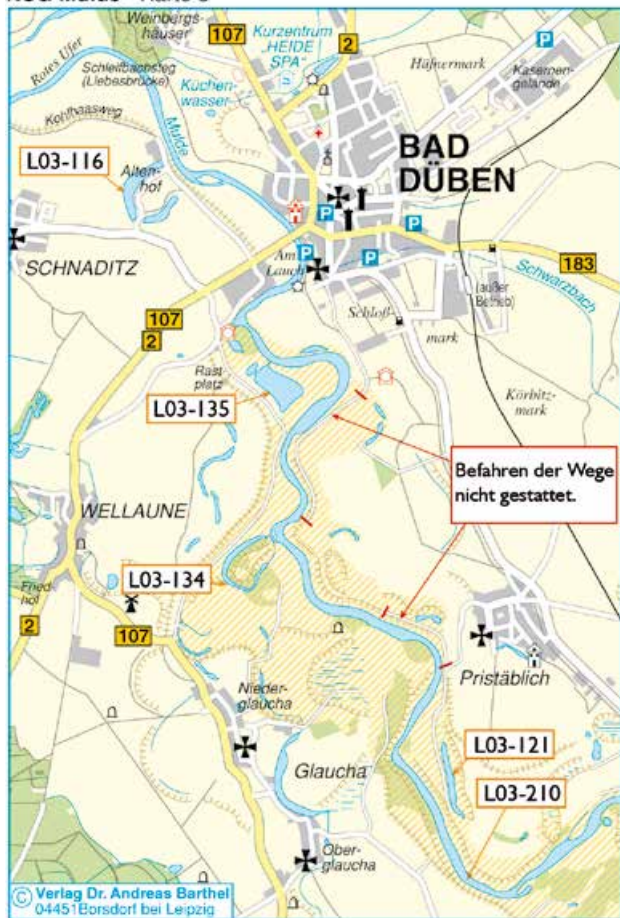 Weinbergs-
häuser
107
2
Kurzentrum
„HEIDE
SPA"
P
Häfnermark
Kasernen-
gelände
Rotes Ufer
Schleifbachsteg
(Liebesbrücke)
Küchen-
wasser
Kohlhaasweg
Mulde
BAD
DÜBEN
L03-116
Alten-
hof
P
P
P
SCHNADITZ
Am
Lauch
P
P
183
Schwarzbach
(außer
Betrieb)
107
2
Schloß-
mark
Rast-
platz
L03-135
Körbitz-
mark
Befahren der Wege
nicht gestattet.
WELLAUNE
L03-134
Fried-
hof
2
107
Pristäblich
Nieder-
glaucha
L03-121
Glaucha
L03-210
Ober-
glaucha
© Verlag Dr. Andreas Barthel
04451 Borsdorf bei Leipzig